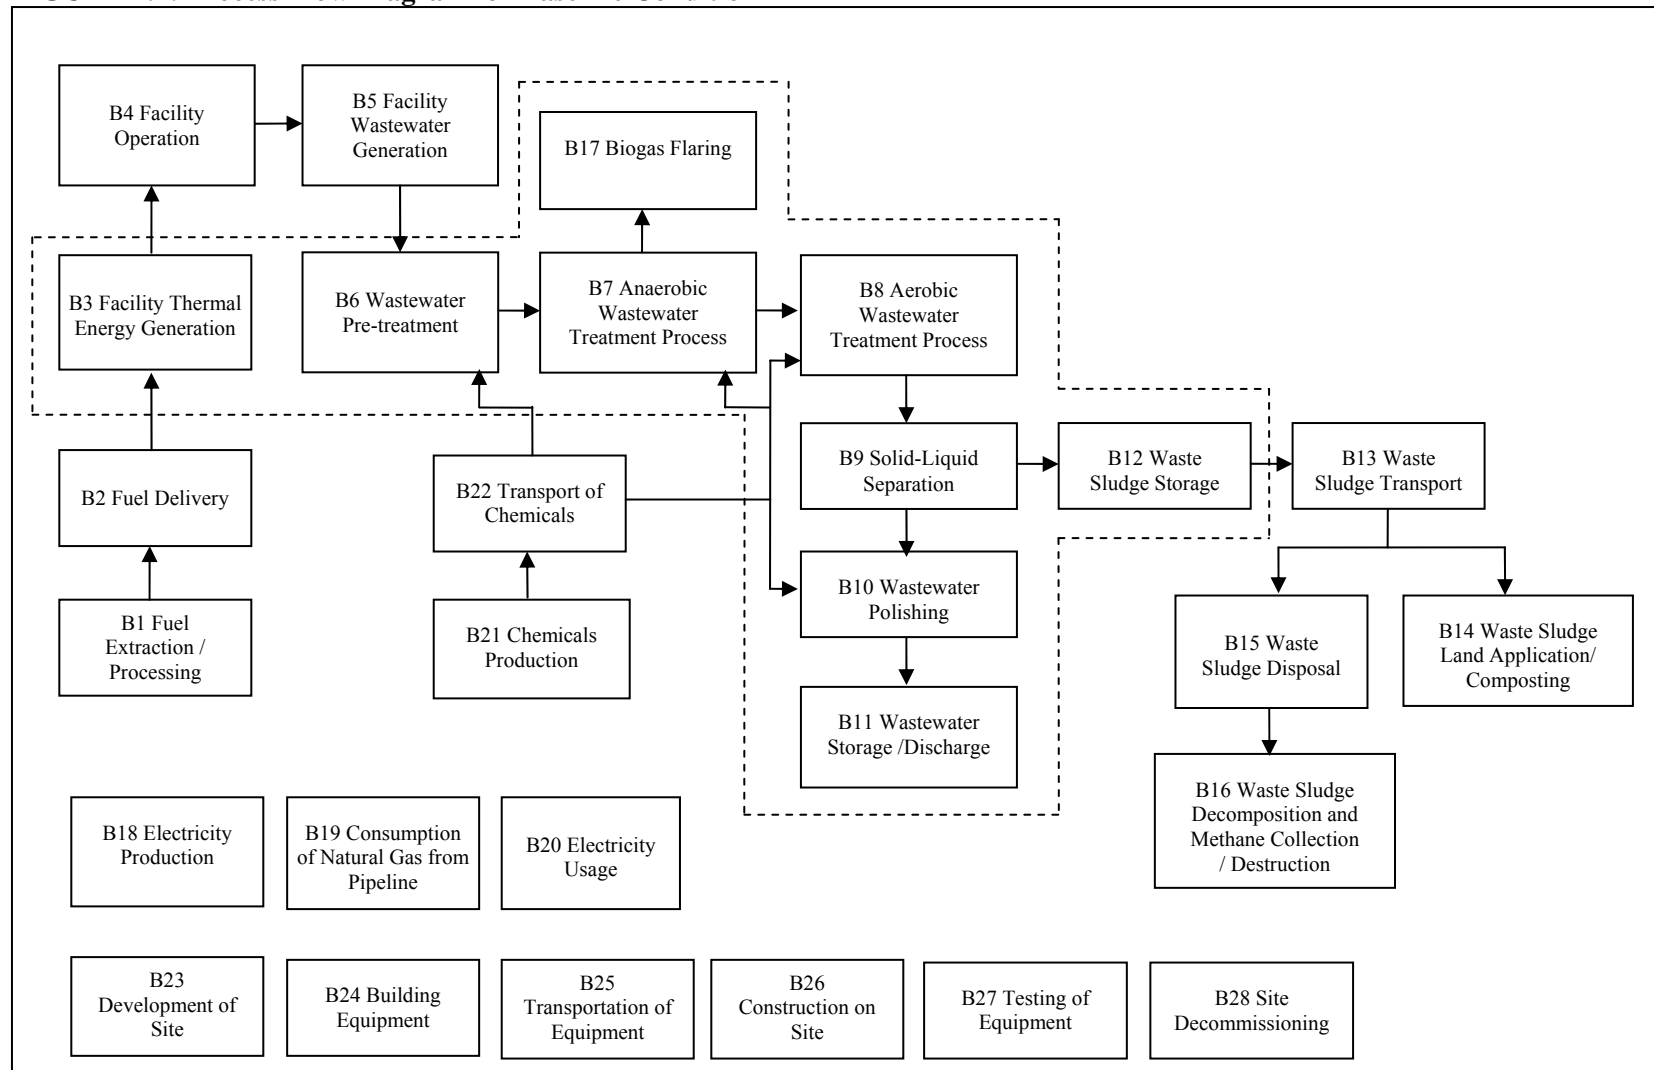 B4 Facility
Operation
B5 Facility
Wastewater
Generation
B17 Biogas Flaring
B3 Facility Thermal
Energy Generation
B6 Wastewater
Pre-treatment
B7 Anaerobic
Wastewater
Treatment Process
B8 Aerobic
Wastewater
Treatment Process
B2 Fuel Delivery
B22 Transport of
Chemicals
B9 Solid-Liquid
Separation
B12 Waste
Sludge Storage
B13 Waste
Sludge Transport
B1 Fuel
Extraction /
Processing
B21 Chemicals
Production
B10 Wastewater
Polishing
B15 Waste
Sludge Disposal
B14 Waste Sludge
Land Application/
Composting
B11 Wastewater
Storage /Discharge
B16 Waste Sludge
Decomposition and
Methane Collection
/ Destruction
B18 Electricity
Production
B19 Consumption
of Natural Gas from
Pipeline
B20 Electricity
Usage
B23
Development of
Site
B24 Building
Equipment
B25
Transportation of
Equipment
B26
Construction on
Site
B27 Testing of
Equipment
B28 Site
Decommissioning